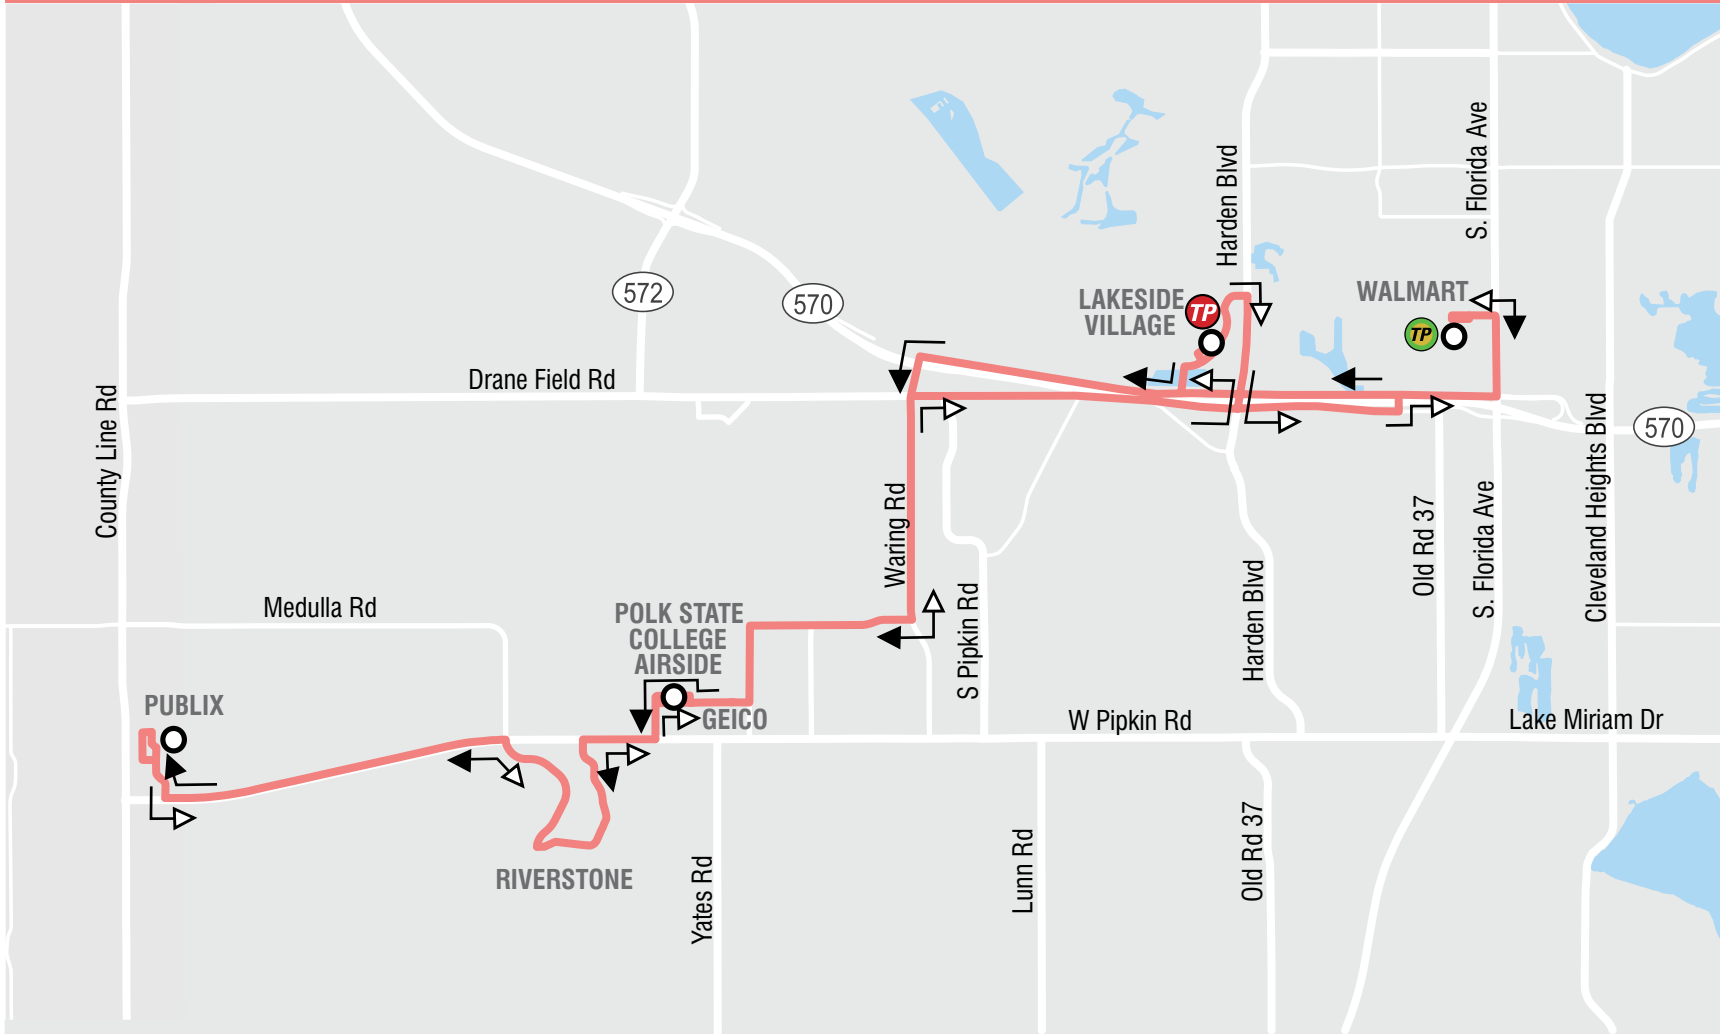 S. Florida Ave
Harden Blvd
572
570
LAKESIDE
VILLAGE
TP
WALMART
TP
Drane Field Rd
County Line Rd
570
Cleveland Heights Blvd
Waring Rd
Old Rd 37
S. Florida Ave
Harden Blvd
S Pipkin Rd
Medulla Rd
POLK STATE
COLLEGE
AIRSIDE
GEICO
PUBLIX
W Pipkin Rd
Lake Miriam Dr
RIVERSTONE
Yates Rd
Lunn Rd
Old Rd 37